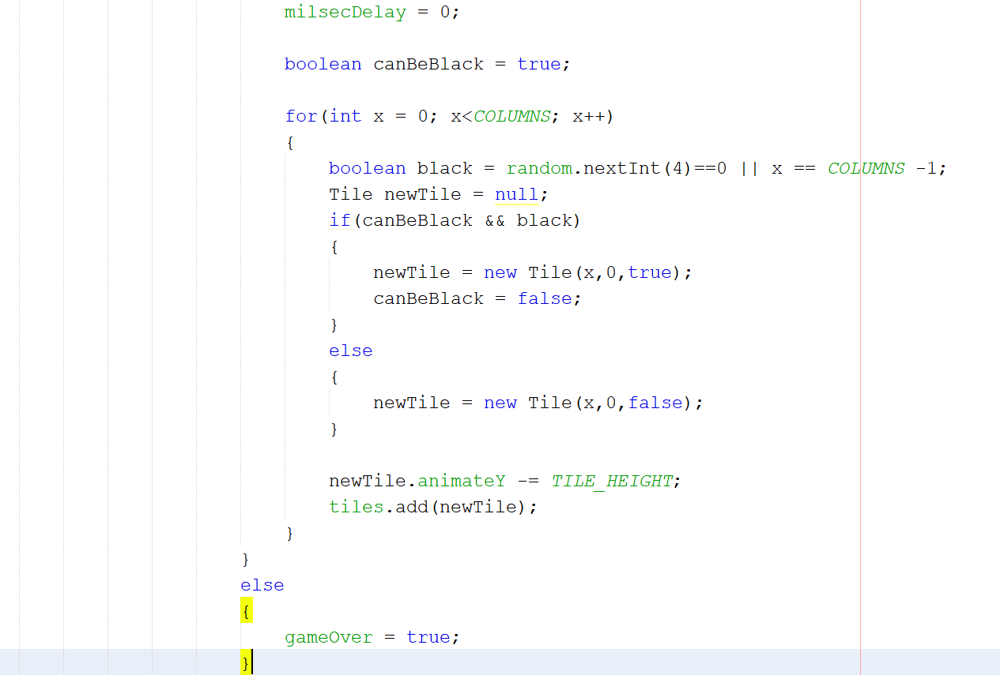 milsecDelay = 0;
boolean canBeBlack = true;
for(int x = 0; x<COLUMNS; x++)
{
boolean black = random.nextInt(4)==0 || x == COLUMNS -1;
Tile newTile = null;
if(canBeBlack && black)
{
newTile = new Tile(x,0,true);
canBeBlack = false;
}
else
{
newTile = new Tile(x,0,false);
}
newTile.animateY -= TILE_HEIGHT;
tiles.add(newTile);
}
}
else
{
gameOver = true;
}